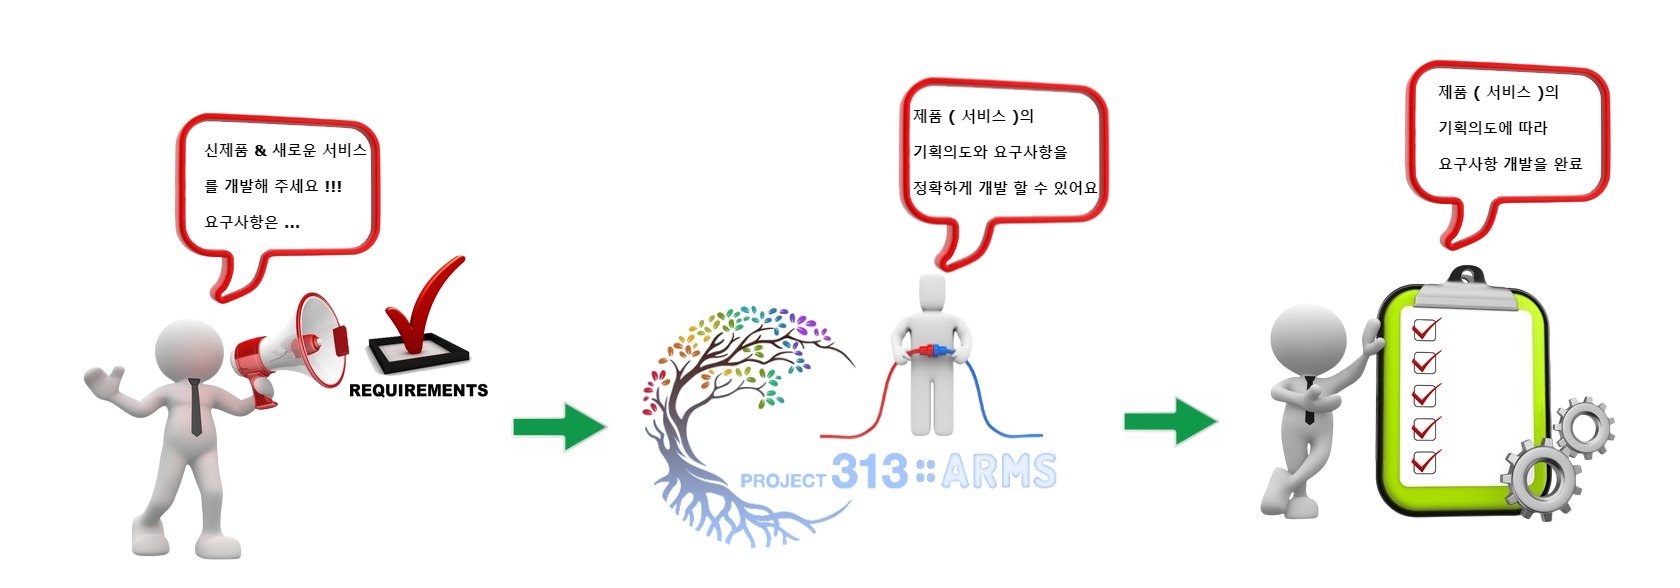 신제품 & 새로운 서비스
를 개발해 주세요 !!!
요구사항은 ...
REQUIREMENTS
제품 ( 서비스 )의
기획의도와 요구사항을
정확하게 개발 할 수 있어요
PROJECT 313 :: ARMS
제품 ( 서비스 )의
기획의도에 따라
요구사항 개발을 완료